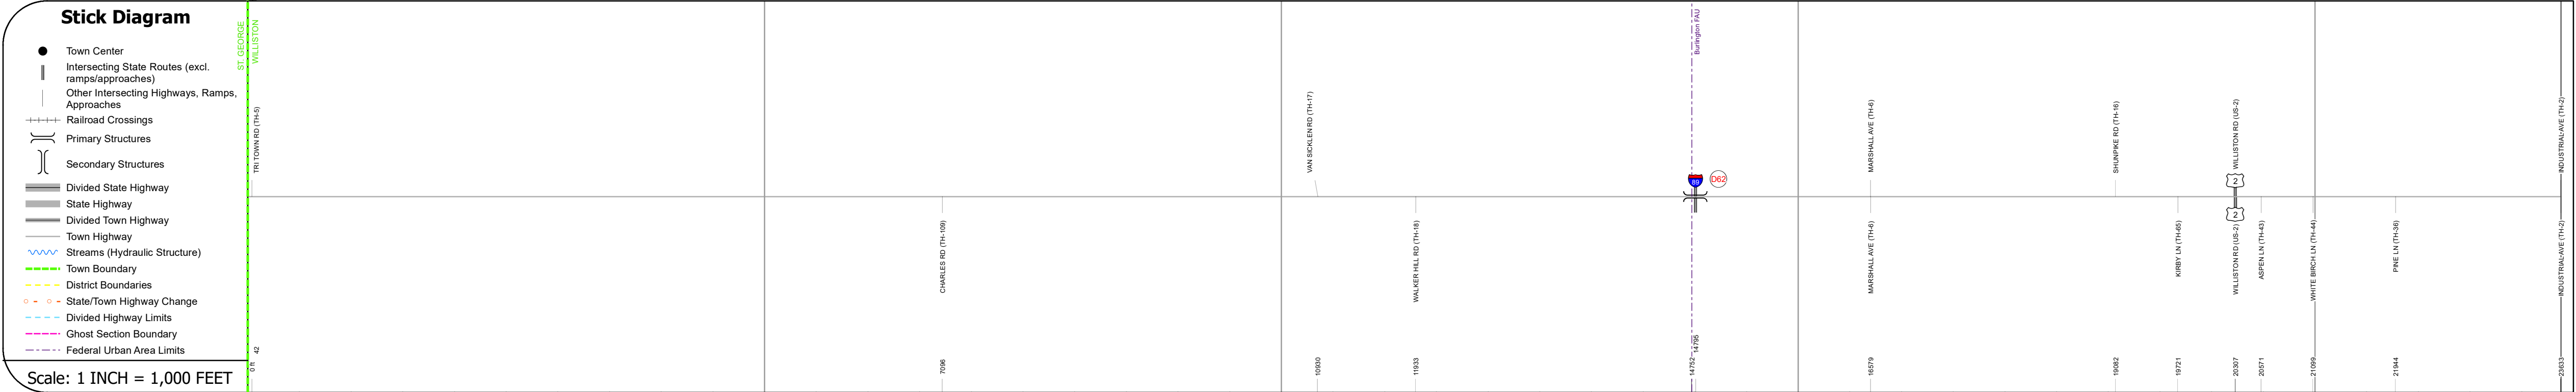 Stick Diagram
Town Center
Intersecting State Routes (excl.
ramps/approaches)
Other Intersecting Highways, Ramps,
Approaches
Railroad Crossings
Primary Structures
Secondary Structures
Divided State Highway
State Highway
Divided Town Highway
Town Highway
Streams (Hydraulic Structure)
Town Boundary
District Boundaries
State/Town Highway Change
Divided Highway Limits
Ghost Section Boundary
Federal Urban Area Limits
Scale: 1 INCH = 1,000 FEET
ST. GEORGE
WILLISTON
Burlington FAU
TRI TOWN RD (TH-5)
VAN SICKLEN RD (TH-17)
MARSHALL AVE (TH-6)
SHUNPIKE RD (TH-16)
WILLISTON RD (US-2)
INDUSTRIAL AVE (TH-2)
89
D62
2
2
CHARLES RD (TH-109)
WALKER HILL RD (TH-18)
MARSHALL AVE (TH-6)
KIRBY LN (TH-65)
WILLISTON RD (US-2)
ASPEN LN (TH-43)
WHITE BIRCH LN (TH-44)
PINE LN (TH-36)
INDUSTRIAL AVE (TH-2)
0 ft
42
7096
10930
11933
14752
14795
16579
19082
19721
20307
20571
21099
21944
23633